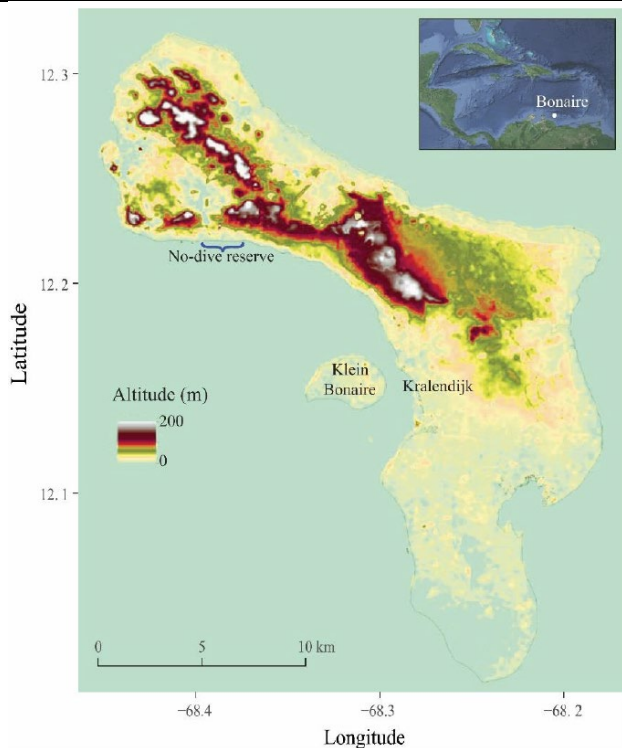 Bonaire
12.3
No-dive reserve
12.2
Latitude
Klein
Bonaire
Kralendijk
Altitude (m)
200
0
12.1
0 5 10 km
−68.4 −68.3 −68.2
Longitude